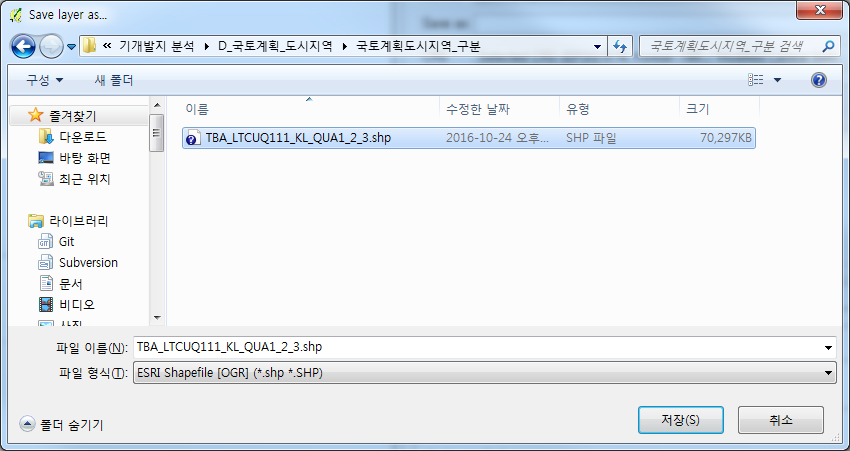 Save layer as...
Save as
« 기개발지 분석 ▸ D_국토계획_도시지역 ▸ 국토계획도시지역_구분
국토계획도시지역_구분 검색
구성 새 폴더
즐겨찾기
다운로드
바탕 화면
최근 위치
라이브러리
Git
Subversion
문서
비디오
사진
이름 수정한 날짜 유형 크기
TBA_LTCUQ111_KL_QUA1_2_3.shp 2016-10-24 오후... SHP 파일 70,297KB
파일 이름(N): TBA_LTCUQ111_KL_QUA1_2_3.shp
파일 형식(T): ESRI Shapefile [OGR] (*.shp *.SHP)
폴더 숨기기 저장(S) 취소